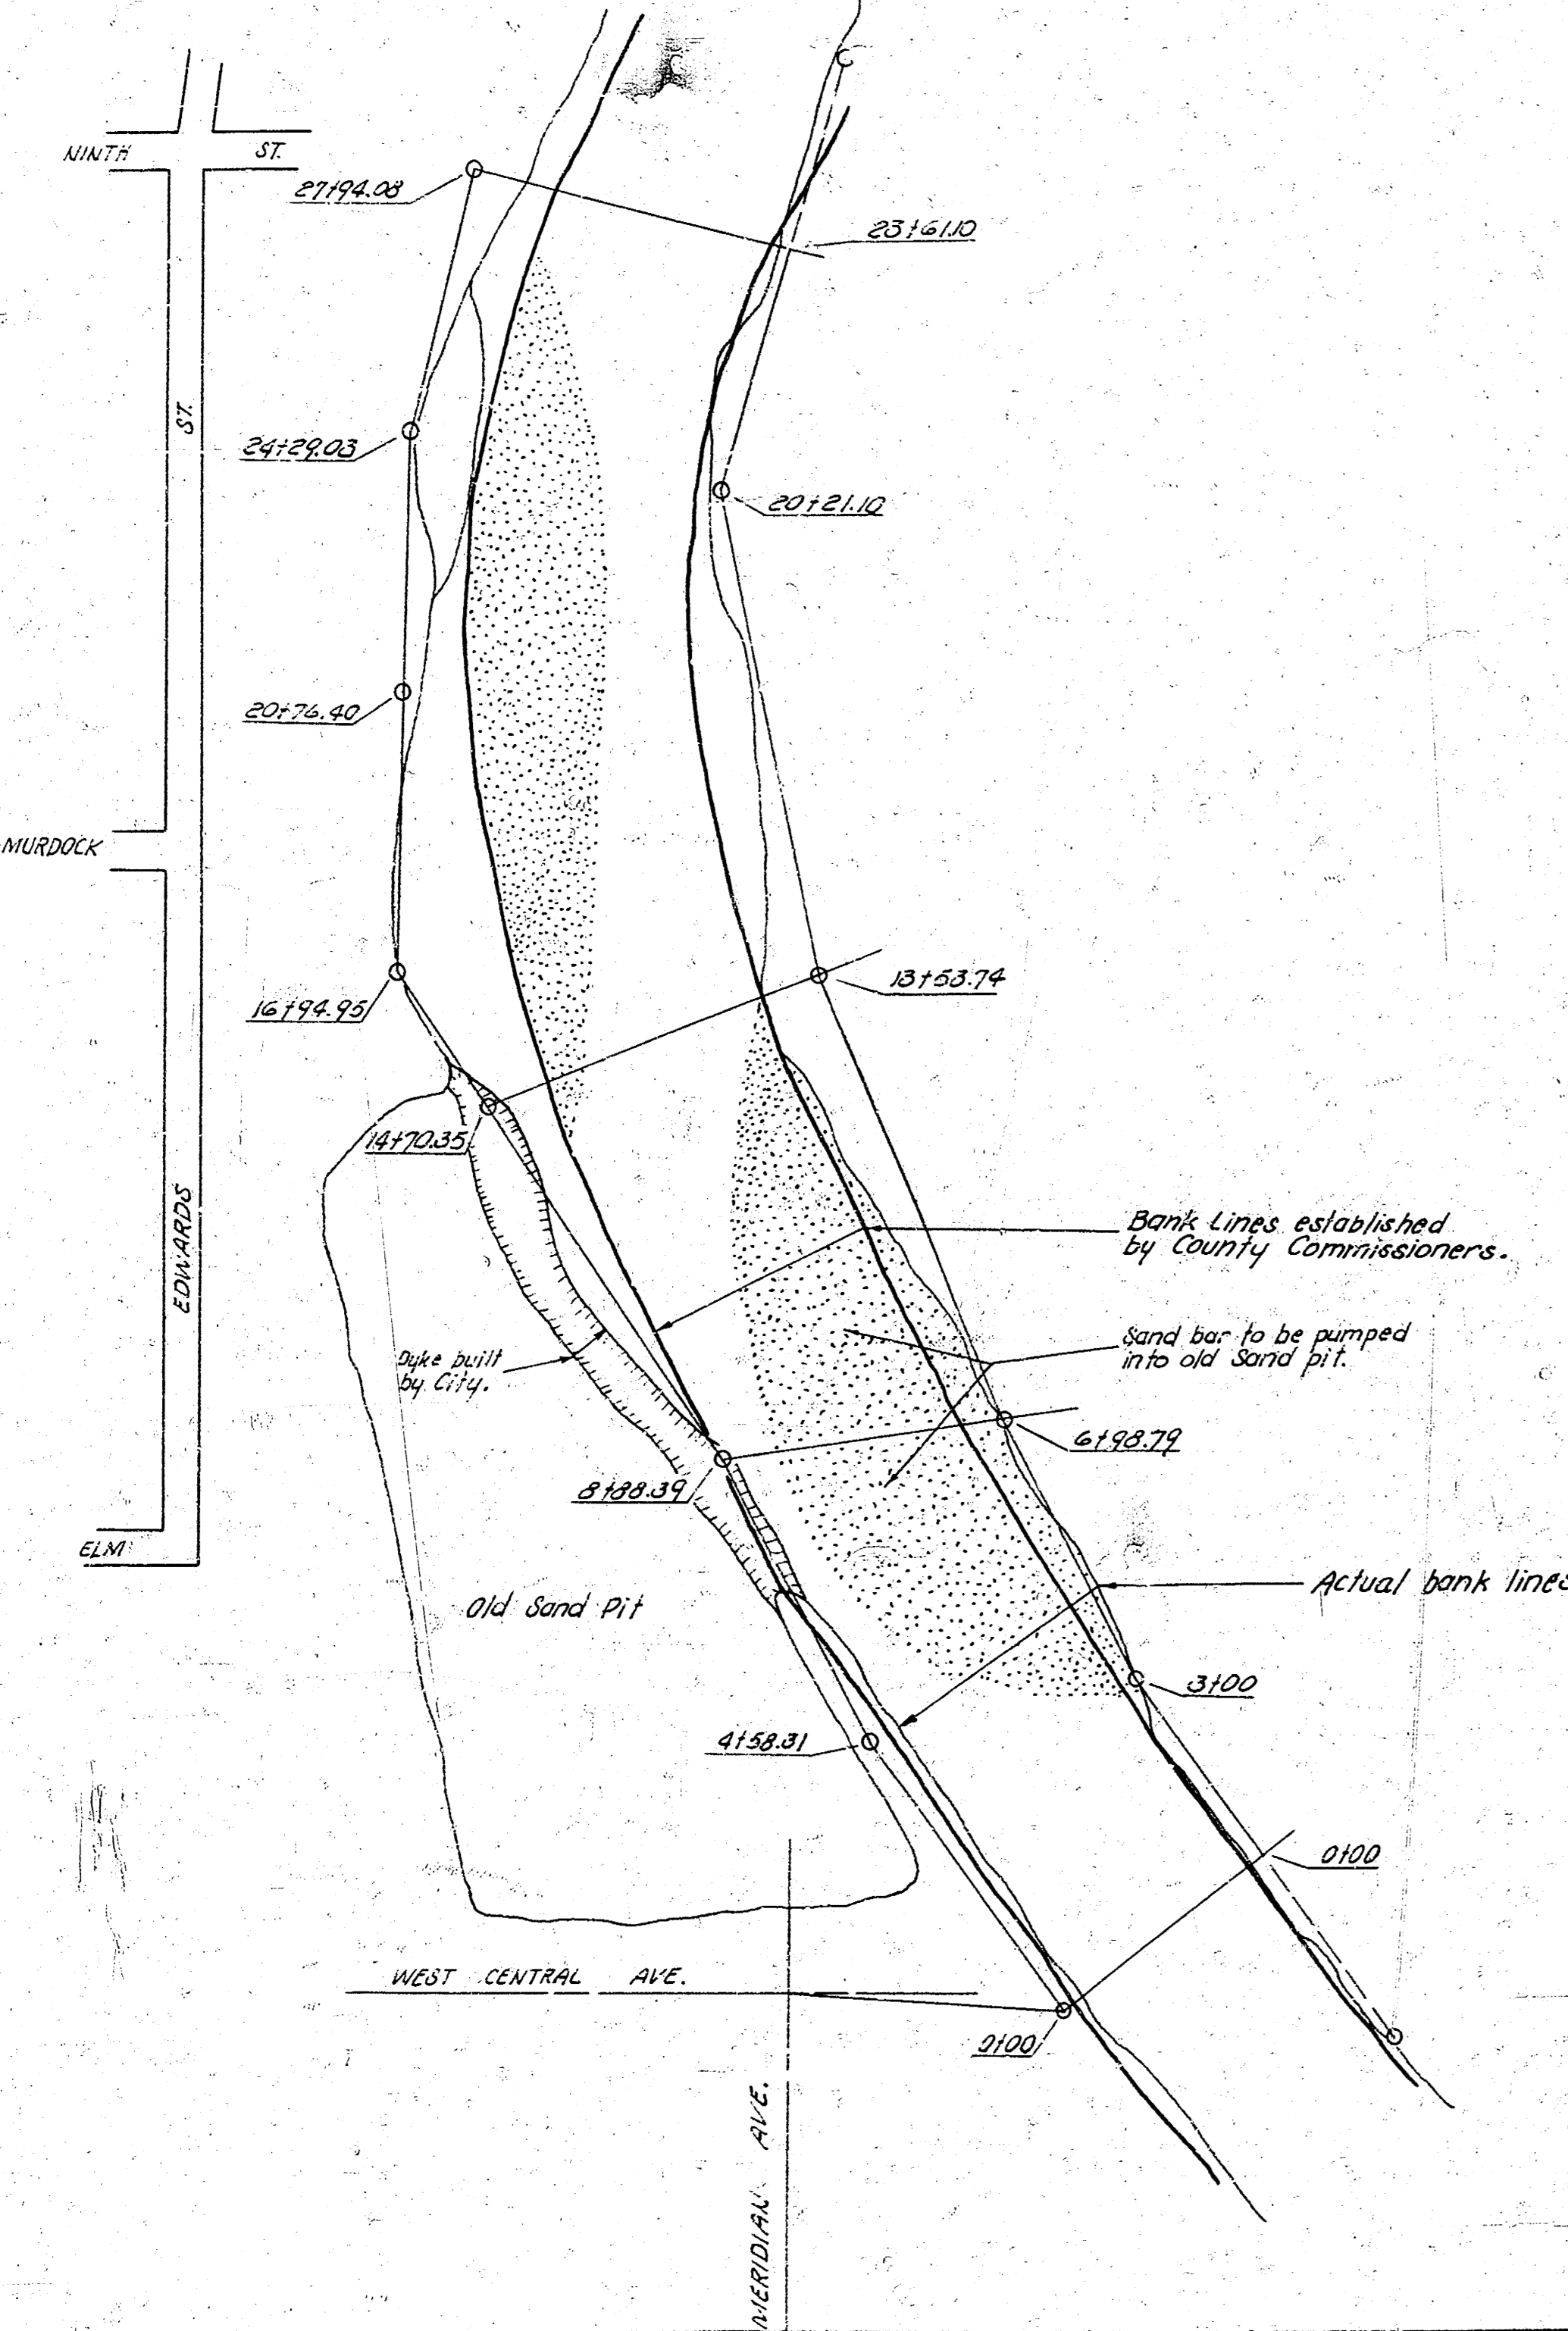 NINTH ST.
27+94.08
23+61.10
ST.
24+29.03
20+21.10
20+76.40
MURDOCK
13+53.74
16+94.95
14+70.35
EDWARDS
Bank Lines established
by County Commissioners.
Sand bar to be pumped
into old Sand pit.
Dyke built
by City.
6+98.79
8+88.39
ELM
Actual bank lines
Old Sand Pit
3+00
4+58.31
0+00
WEST CENTRAL AVE.
0+00
MERIDIAN AVE.